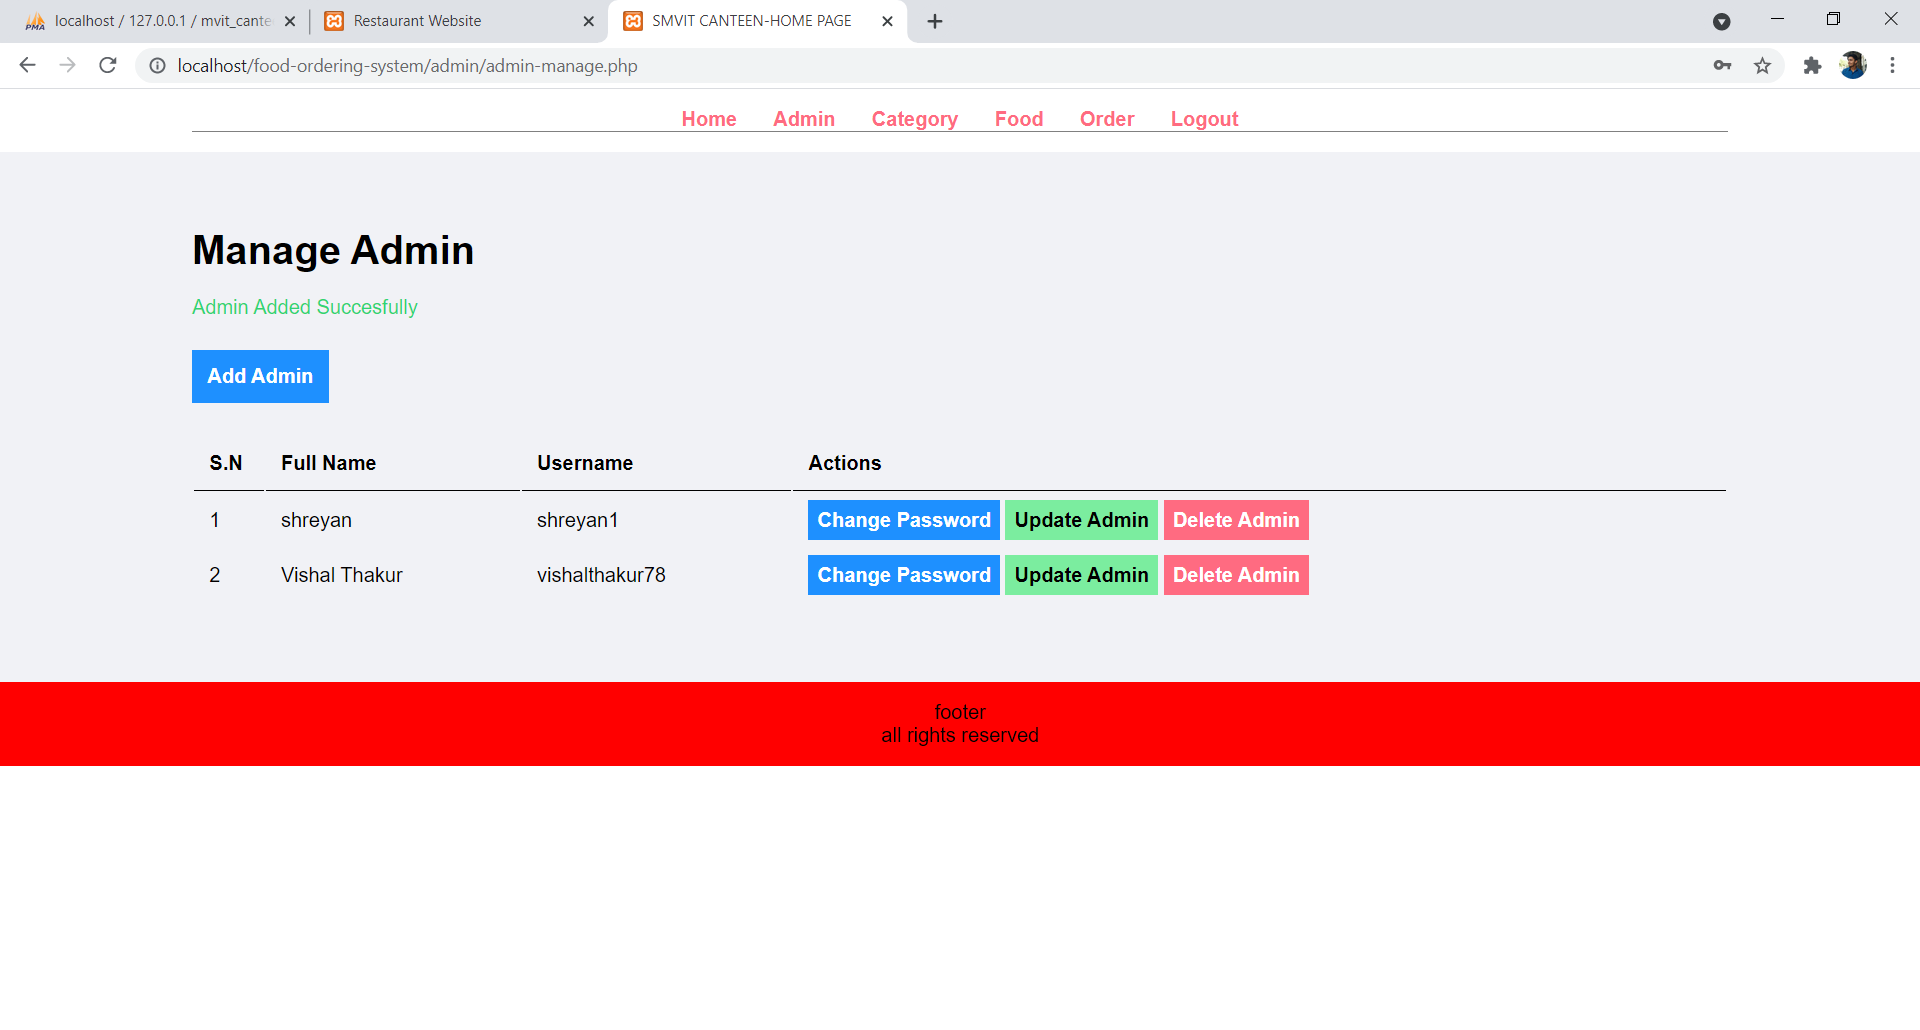 PMA
localhost / 127.0.0.1 / mvit_cante
Restaurant Website
SMVIT CANTEEN-HOME PAGE
localhost/food-ordering-system/admin/admin-manage.php
Home Admin Category Food Order Logout
Manage Admin
Admin Added Succesfully
Add Admin
S.N Full Name Username Actions
1 shreyan shreyan1 Change Password Update Admin Delete Admin
2 Vishal Thakur vishalthakur78 Change Password Update Admin Delete Admin
footer
all rights reserved